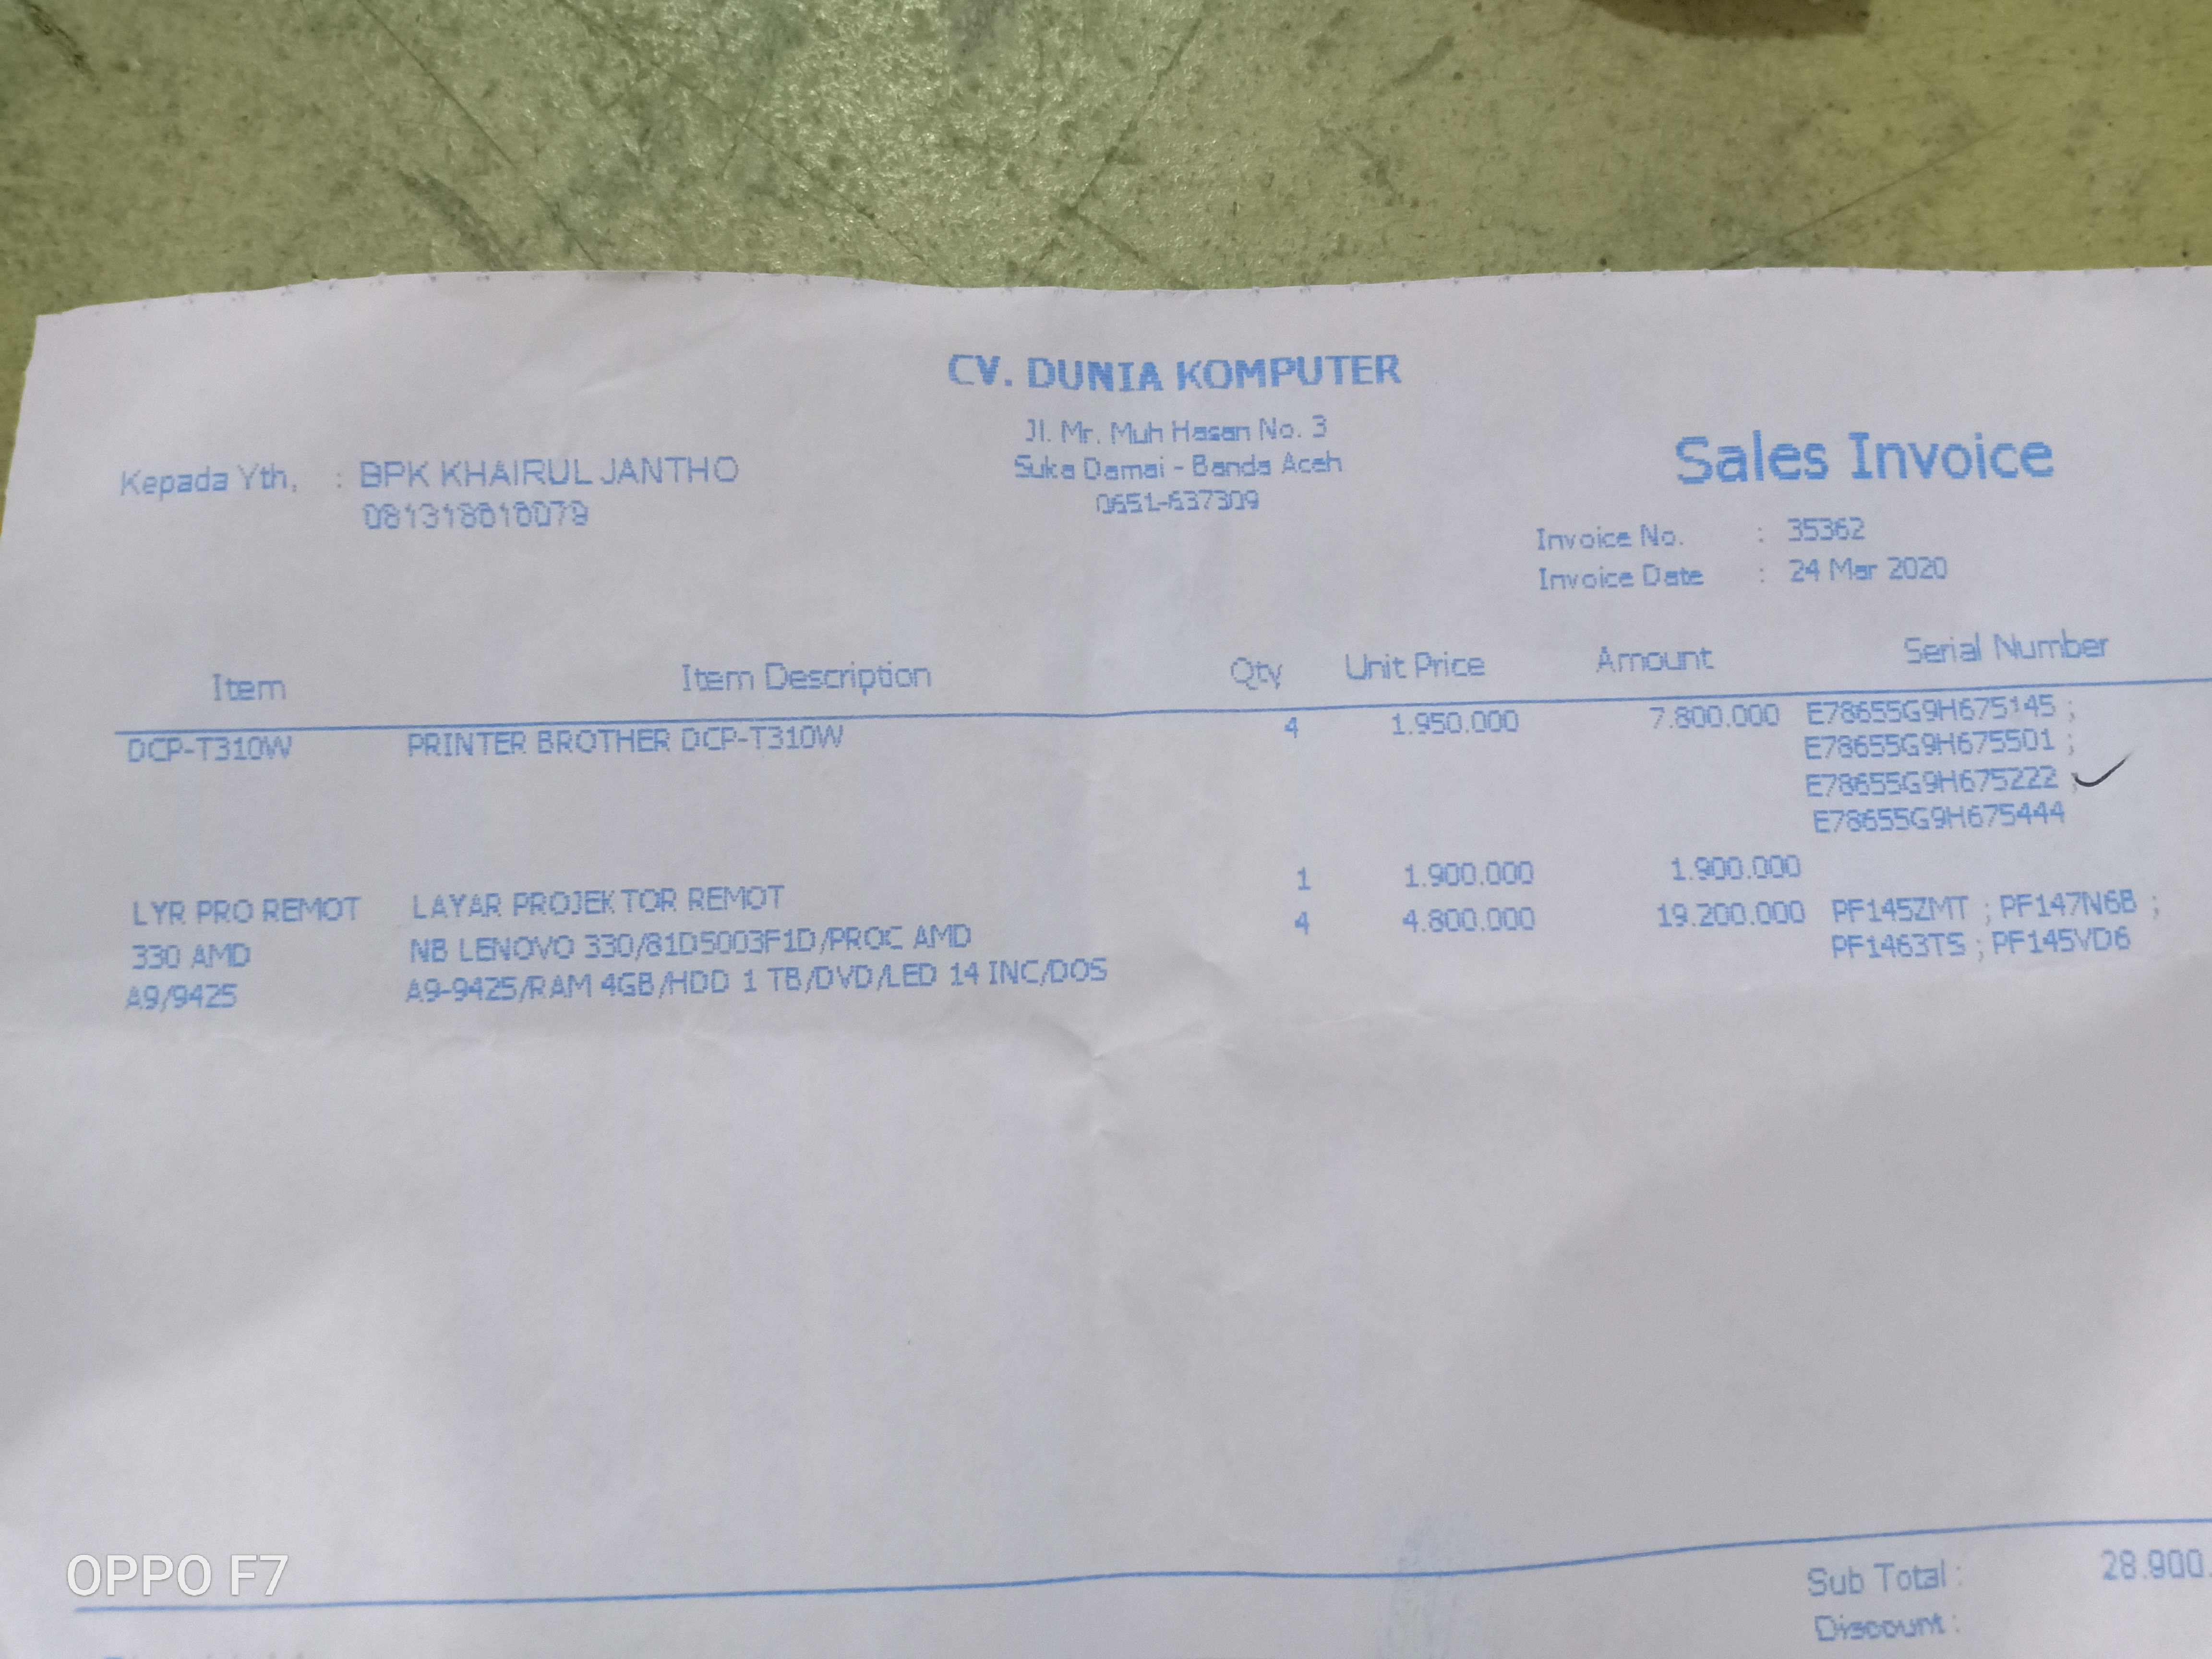 CV. DUNIA KOMPUTER
Jl. Mr. Muh Hasan No. 3
Suka Damai - Banda Aceh
0651-637309
Kepada Yth, : BPK KHAIRUL JANTHO
081318616079
Sales Invoice
Invoice No. : 35362
Invoice Date : 24 Mar 2020
Item Item Description Qty Unit Price Amount Serial Number
DCP-T310W PRINTER BROTHER DCP-T310W 4 1.950.000 7.800.000 E78655G9H675145 ;
E78655G9H675501 ;
E78655G9H675222 ;
E78655G9H675444
LYR PRO REMOT LAYAR PROJEKTOR REMOT 1 1.900.000 1.900.000
330 AMD NB LENOVO 330/81D5003F1D/PROC AMD 4 4.800.000 19.200.000 PF145ZMT ; PF147N6B ;
A9/9425 A9-9425/RAM 4GB/HDD 1 TB/DVD/LED 14 INC/DOS PF1463TS ; PF145VD6
Sub Total : 28.900.
Discount :
OPPO F7